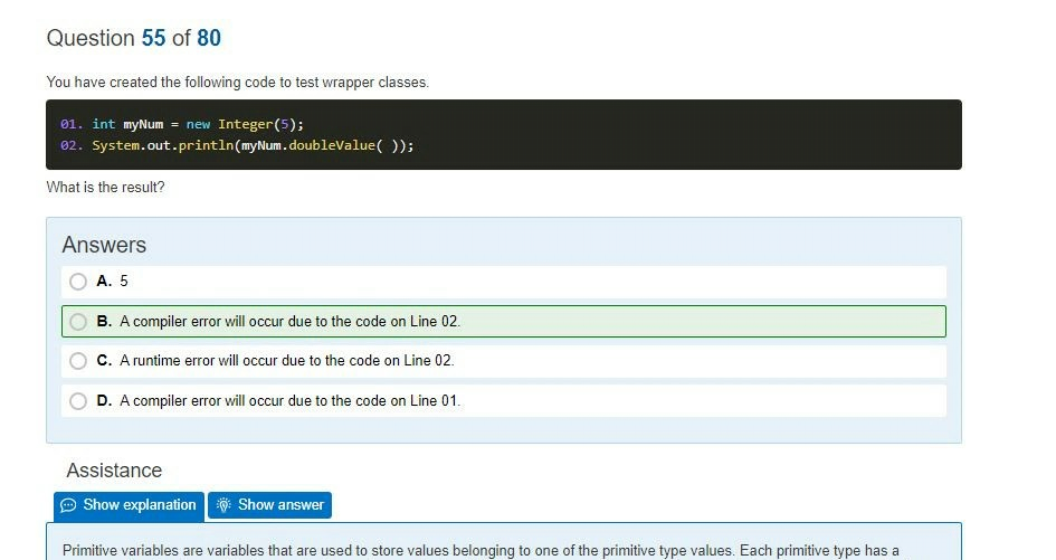 Question 55 of 80
You have created the following code to test wrapper classes.
01. int myNum = new Integer(5);
02. System.out.println(myNum.doubleValue( ));
What is the result?
Answers
A. 5
B. A compiler error will occur due to the code on Line 02.
C. A runtime error will occur due to the code on Line 02.
D. A compiler error will occur due to the code on Line 01.
Assistance
Show explanation Show answer
Primitive variables are variables that are used to store values belonging to one of the primitive type values. Each primitive type has a